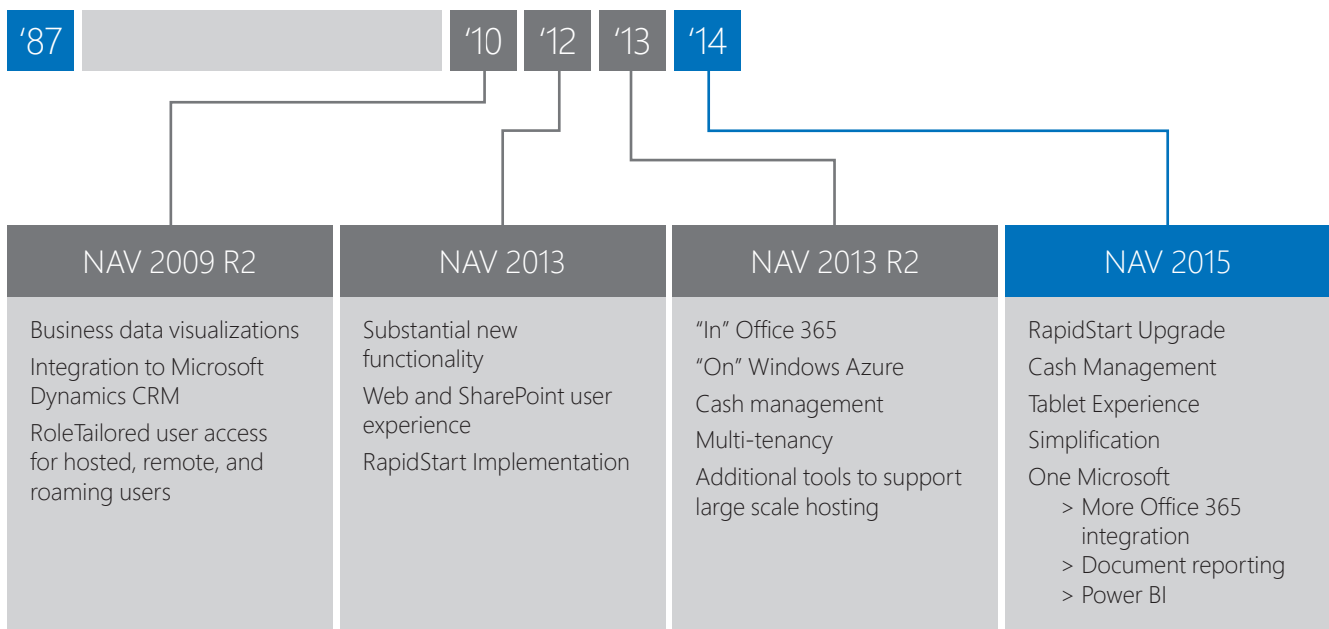 ‘87
‘10
‘12
‘13
‘14
NAV 2009 R2
Business data visualizations
Integration to Microsoft
Dynamics CRM
RoleTailored user access
for hosted, remote, and
roaming users
NAV 2013
Substantial new
functionality
Web and SharePoint user
experience
RapidStart Implementation
NAV 2013 R2
“In” Office 365
“On” Windows Azure
Cash management
Multi-tenancy
Additional tools to support
large scale hosting
NAV 2015
RapidStart Upgrade
Cash Management
Tablet Experience
Simplification
One Microsoft
> More Office 365
integration
> Document reporting
> Power BI